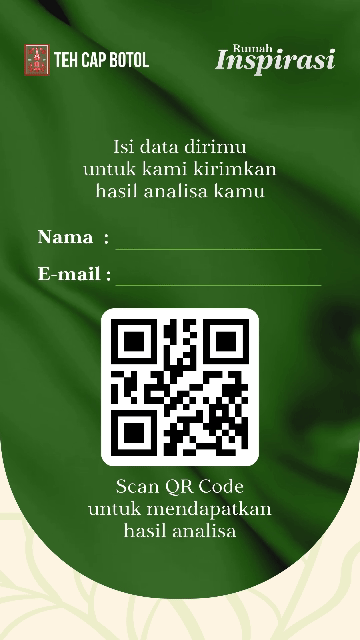 TEH CAP BOTOL
Rumah
Inspirasi
Isi data dirimu
untuk kami kirimkan
hasil analisa kamu
Nama :
E-mail :
Scan QR Code
untuk mendapatkan
hasil analisa